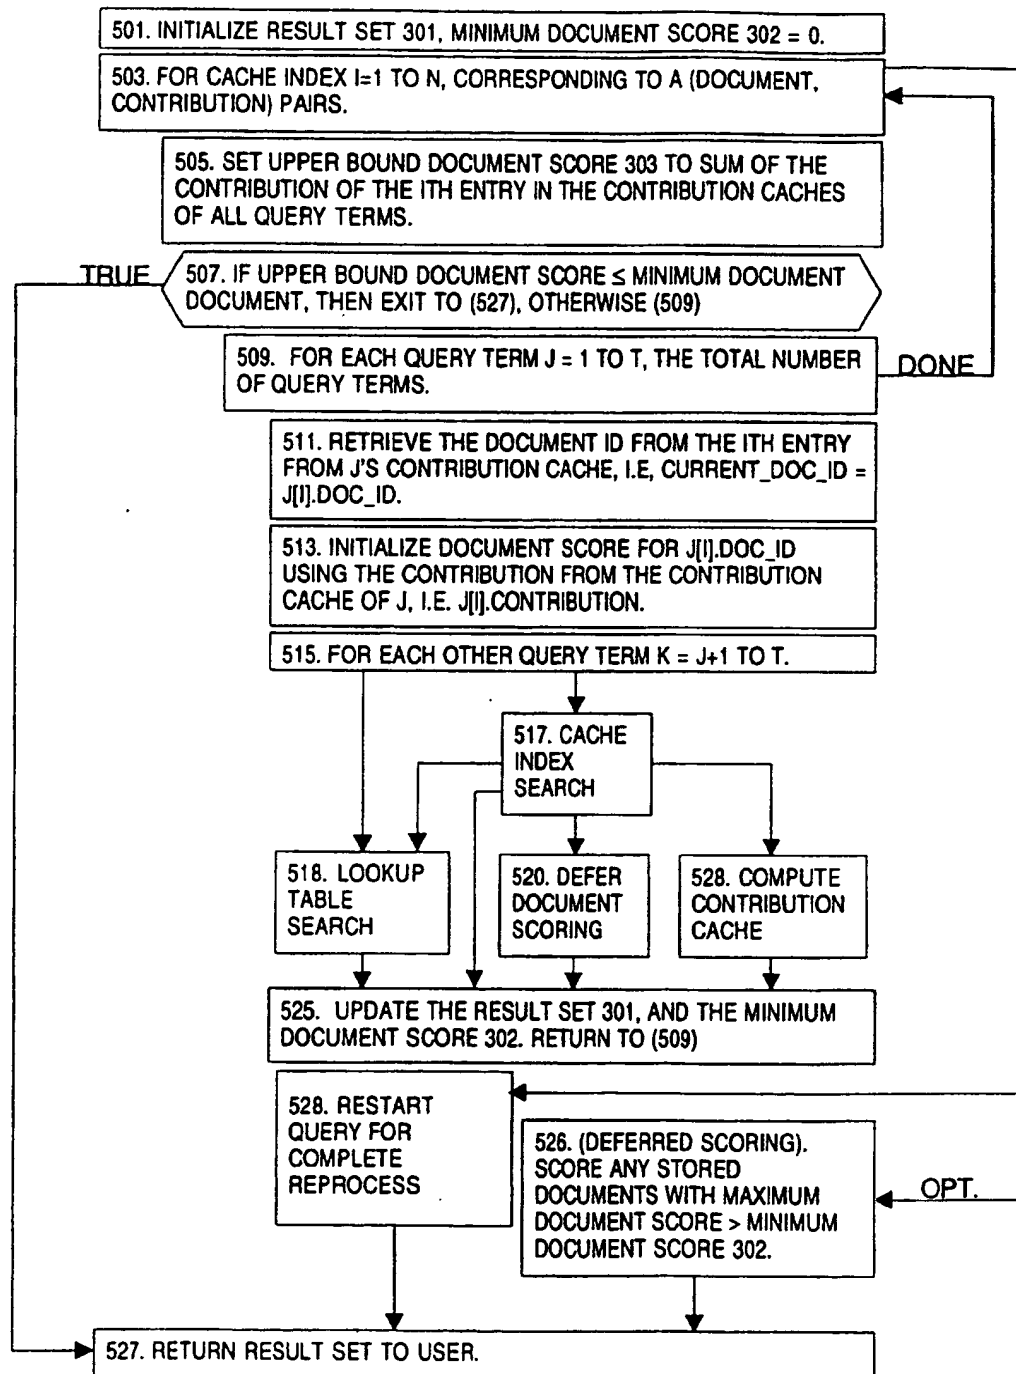 501. INITIALIZE RESULT SET 301, MINIMUM DOCUMENT SCORE 302 = 0.
503. FOR CACHE INDEX I=1 TO N, CORRESPONDING TO A (DOCUMENT,
CONTRIBUTION) PAIRS.
505. SET UPPER BOUND DOCUMENT SCORE 303 TO SUM OF THE
CONTRIBUTION OF THE ITH ENTRY IN THE CONTRIBUTION CACHES
OF ALL QUERY TERMS.
TRUE
507. IF UPPER BOUND DOCUMENT SCORE ≤ MINIMUM DOCUMENT
DOCUMENT, THEN EXIT TO (527), OTHERWISE (509)
509. FOR EACH QUERY TERM J = 1 TO T, THE TOTAL NUMBER
OF QUERY TERMS.
DONE
511. RETRIEVE THE DOCUMENT ID FROM THE ITH ENTRY
FROM J'S CONTRIBUTION CACHE, I.E, CURRENT_DOC_ID =
J[I].DOC_ID.
513. INITIALIZE DOCUMENT SCORE FOR J[I].DOC_ID
USING THE CONTRIBUTION FROM THE CONTRIBUTION
CACHE OF J, I.E. J[I].CONTRIBUTION.
515. FOR EACH OTHER QUERY TERM K = J+1 TO T.
517. CACHE
INDEX
SEARCH
518. LOOKUP
TABLE
SEARCH
520. DEFER
DOCUMENT
SCORING
528. COMPUTE
CONTRIBUTION
CACHE
525. UPDATE THE RESULT SET 301, AND THE MINIMUM
DOCUMENT SCORE 302. RETURN TO (509)
528. RESTART
QUERY FOR
COMPLETE
REPROCESS
526. (DEFERRED SCORING).
SCORE ANY STORED
DOCUMENTS WITH MAXIMUM
DOCUMENT SCORE > MINIMUM
DOCUMENT SCORE 302.
OPT.
527. RETURN RESULT SET TO USER.